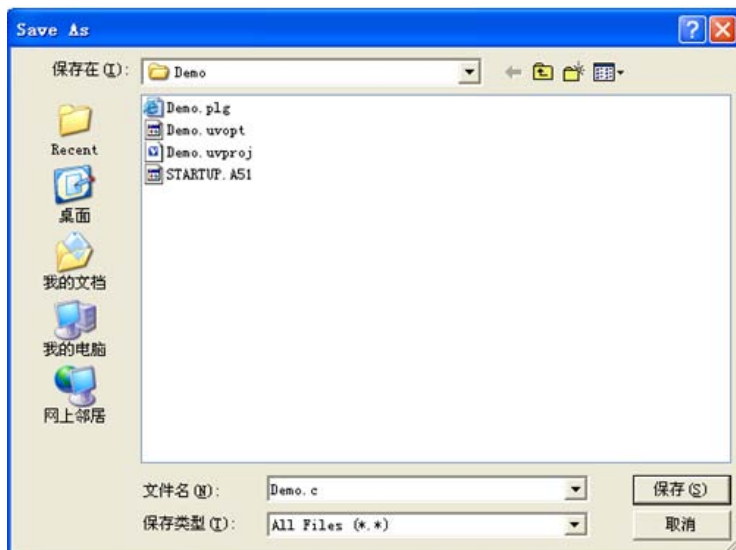 Save As
保存在(I):
Demo
Demo.plg
Demo.uvopt
Demo.uvproj
STARTUP.A51
Recent
桌面
我的文档
我的电脑
网上邻居
文件名(N):
Demo.c
保存(S)
保存类型(T):
All Files (*.*)
取消